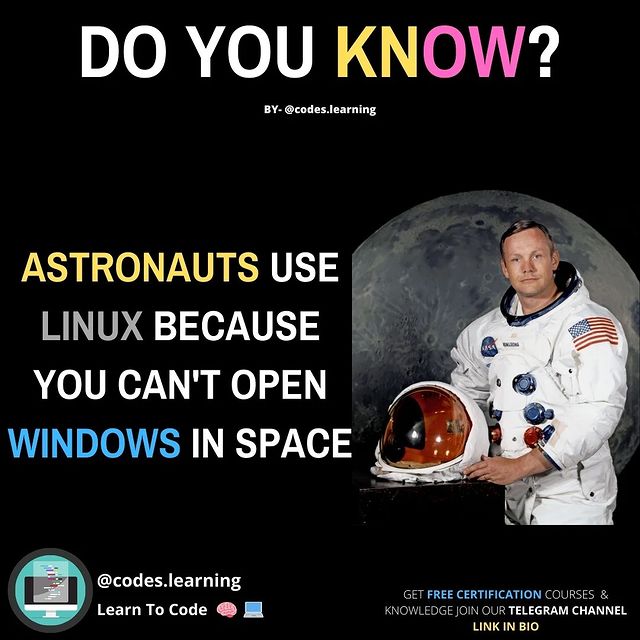 DO YOU KNOW?
BY- @codes.learning
ASTRONAUTS USE
LINUX BECAUSE
YOU CAN'T OPEN
WINDOWS IN SPACE
NASA
@codes.learning
Learn To Code 🧠 💻
GET FREE CERTIFICATION COURSES &
KNOWLEDGE JOIN OUR TELEGRAM CHANNEL
LINK IN BIO